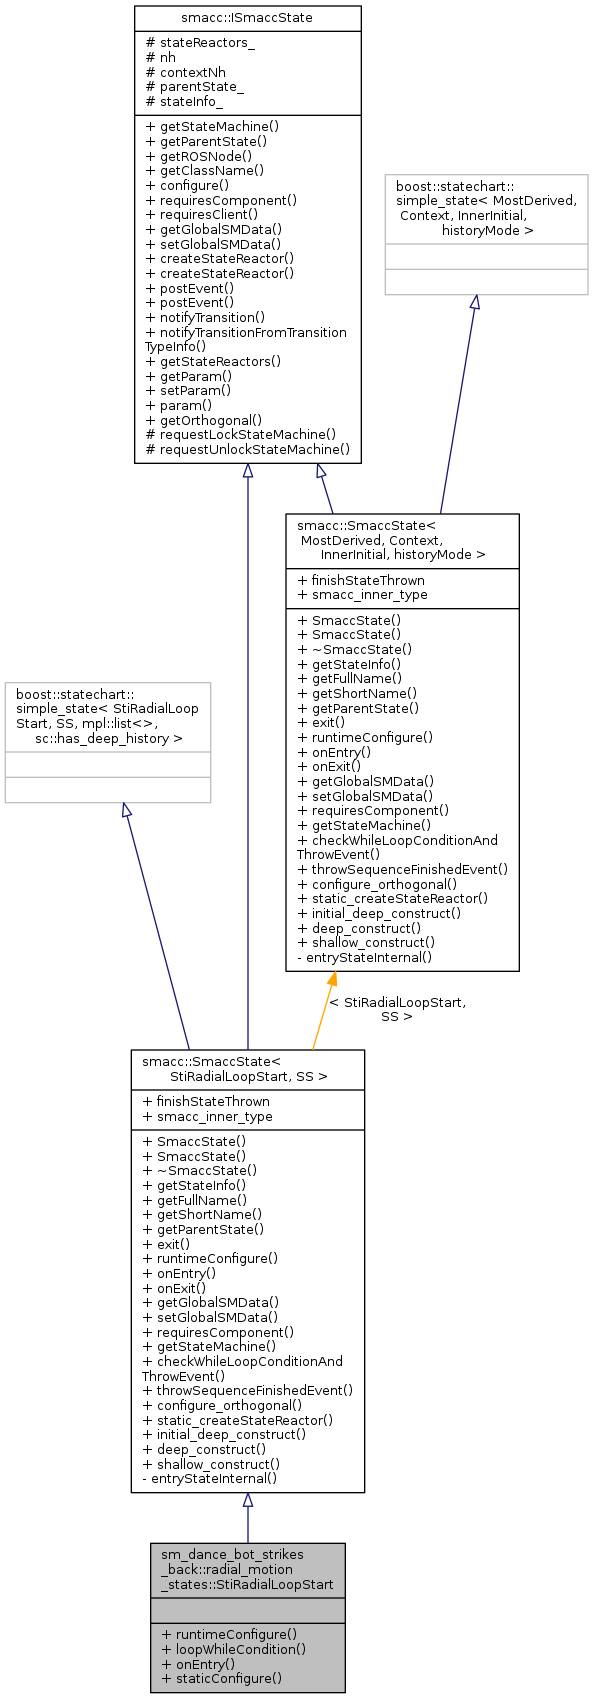 smacc::ISmaccState
# stateReactors_
# nh
# contextNh
# parentState_
# stateInfo_
+ getStateMachine()
+ getParentState()
+ getROSNode()
+ getClassName()
+ configure()
+ requiresComponent()
+ requiresClient()
+ getGlobalSMData()
+ setGlobalSMData()
+ createStateReactor()
+ createStateReactor()
+ postEvent()
+ postEvent()
+ notifyTransition()
+ notifyTransitionFromTransition
TypeInfo()
+ getStateReactors()
+ getParam()
+ setParam()
+ param()
+ getOrthogonal()
# requestLockStateMachine()
# requestUnlockStateMachine()
boost::statechart::
simple_state< MostDerived,
Context, InnerInitial,
historyMode >
smacc::SmaccState<
MostDerived, Context,
InnerInitial, historyMode >
+ finishStateThrown
+ smacc_inner_type
+ SmaccState()
+ SmaccState()
+ ~SmaccState()
+ getStateInfo()
+ getFullName()
+ getShortName()
+ getParentState()
+ exit()
+ runtimeConfigure()
+ onEntry()
+ onExit()
+ getGlobalSMData()
+ setGlobalSMData()
+ requiresComponent()
+ getStateMachine()
+ checkWhileLoopConditionAnd
ThrowEvent()
+ throwSequenceFinishedEvent()
+ configure_orthogonal()
+ static_createStateReactor()
+ initial_deep_construct()
+ deep_construct()
+ shallow_construct()
- entryStateInternal()
boost::statechart::
simple_state< StiRadialLoop
Start, SS, mpl::list<>,
sc::has_deep_history >
< StiRadialLoopStart,
SS >
smacc::SmaccState<
StiRadialLoopStart, SS >
+ finishStateThrown
+ smacc_inner_type
+ SmaccState()
+ SmaccState()
+ ~SmaccState()
+ getStateInfo()
+ getFullName()
+ getShortName()
+ getParentState()
+ exit()
+ runtimeConfigure()
+ onEntry()
+ onExit()
+ getGlobalSMData()
+ setGlobalSMData()
+ requiresComponent()
+ getStateMachine()
+ checkWhileLoopConditionAnd
ThrowEvent()
+ throwSequenceFinishedEvent()
+ configure_orthogonal()
+ static_createStateReactor()
+ initial_deep_construct()
+ deep_construct()
+ shallow_construct()
- entryStateInternal()
sm_dance_bot_strikes
_back::radial_motion
_states::StiRadialLoopStart
+ runtimeConfigure()
+ loopWhileCondition()
+ onEntry()
+ staticConfigure()